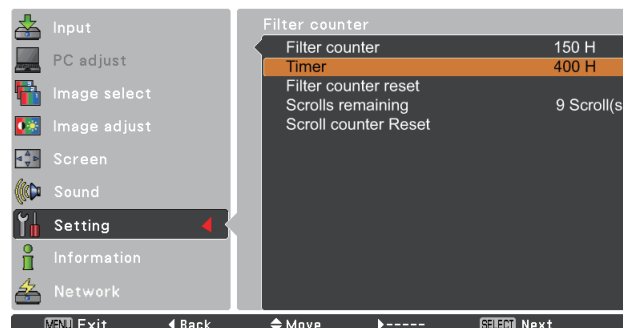 Input
PC adjust
Image select
Image adjust
Screen
Sound
Setting
Information
Network
Filter counter
Filter counter 150 H
Timer 400 H
Filter counter reset
Scrolls remaining 9 Scroll(s
Scroll counter Reset
MENU Exit Back Move ----- SELECT Next